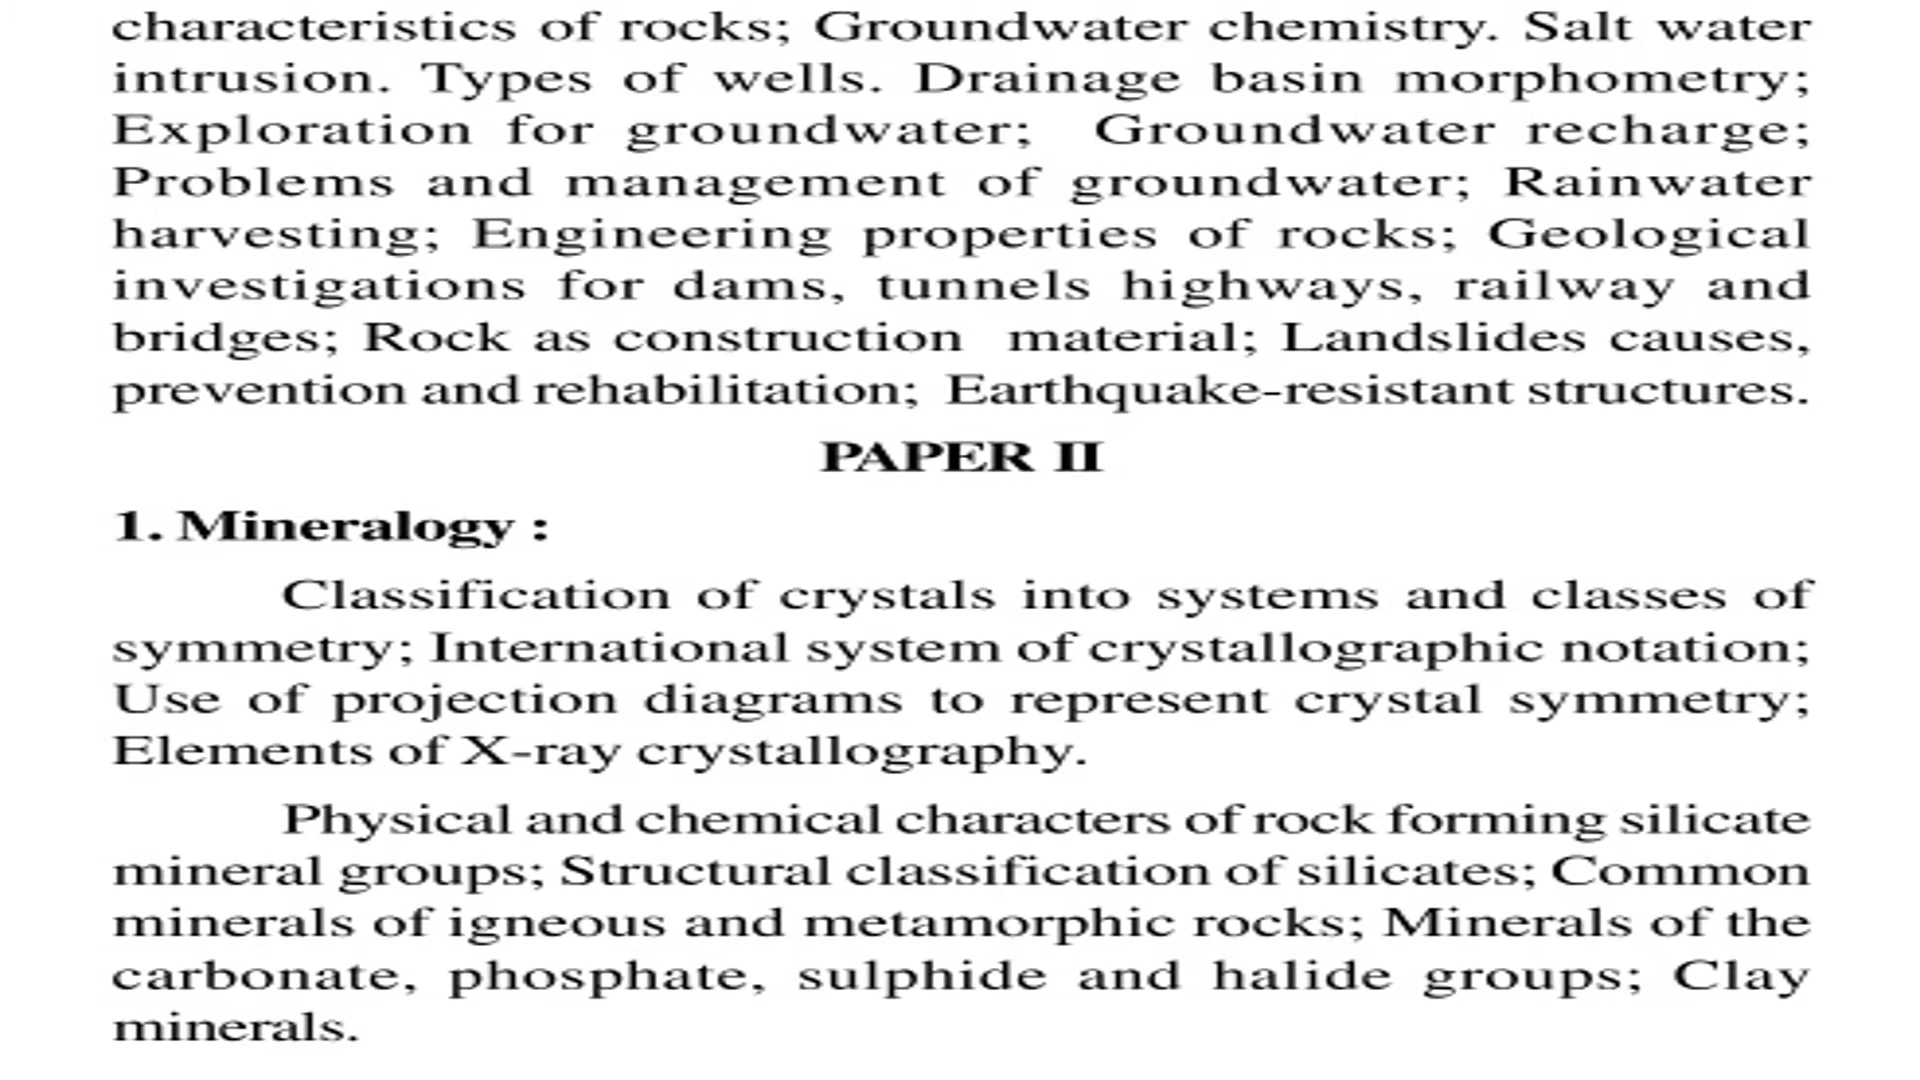 characteristics of rocks; Groundwater chemistry. Salt water
intrusion. Types of wells. Drainage basin morphometry;
Exploration for groundwater; Groundwater recharge;
Problems and management of groundwater; Rainwater
harvesting; Engineering properties of rocks; Geological
investigations for dams, tunnels highways, railway and
bridges; Rock as construction material; Landslides causes,
prevention and rehabilitation; Earthquake-resistant structures.
PAPER II
1. Mineralogy :
Classification of crystals into systems and classes of
symmetry; International system of crystallographic notation;
Use of projection diagrams to represent crystal symmetry;
Elements of X-ray crystallography.
Physical and chemical characters of rock forming silicate
mineral groups; Structural classification of silicates; Common
minerals of igneous and metamorphic rocks; Minerals of the
carbonate, phosphate, sulphide and halide groups; Clay
minerals.